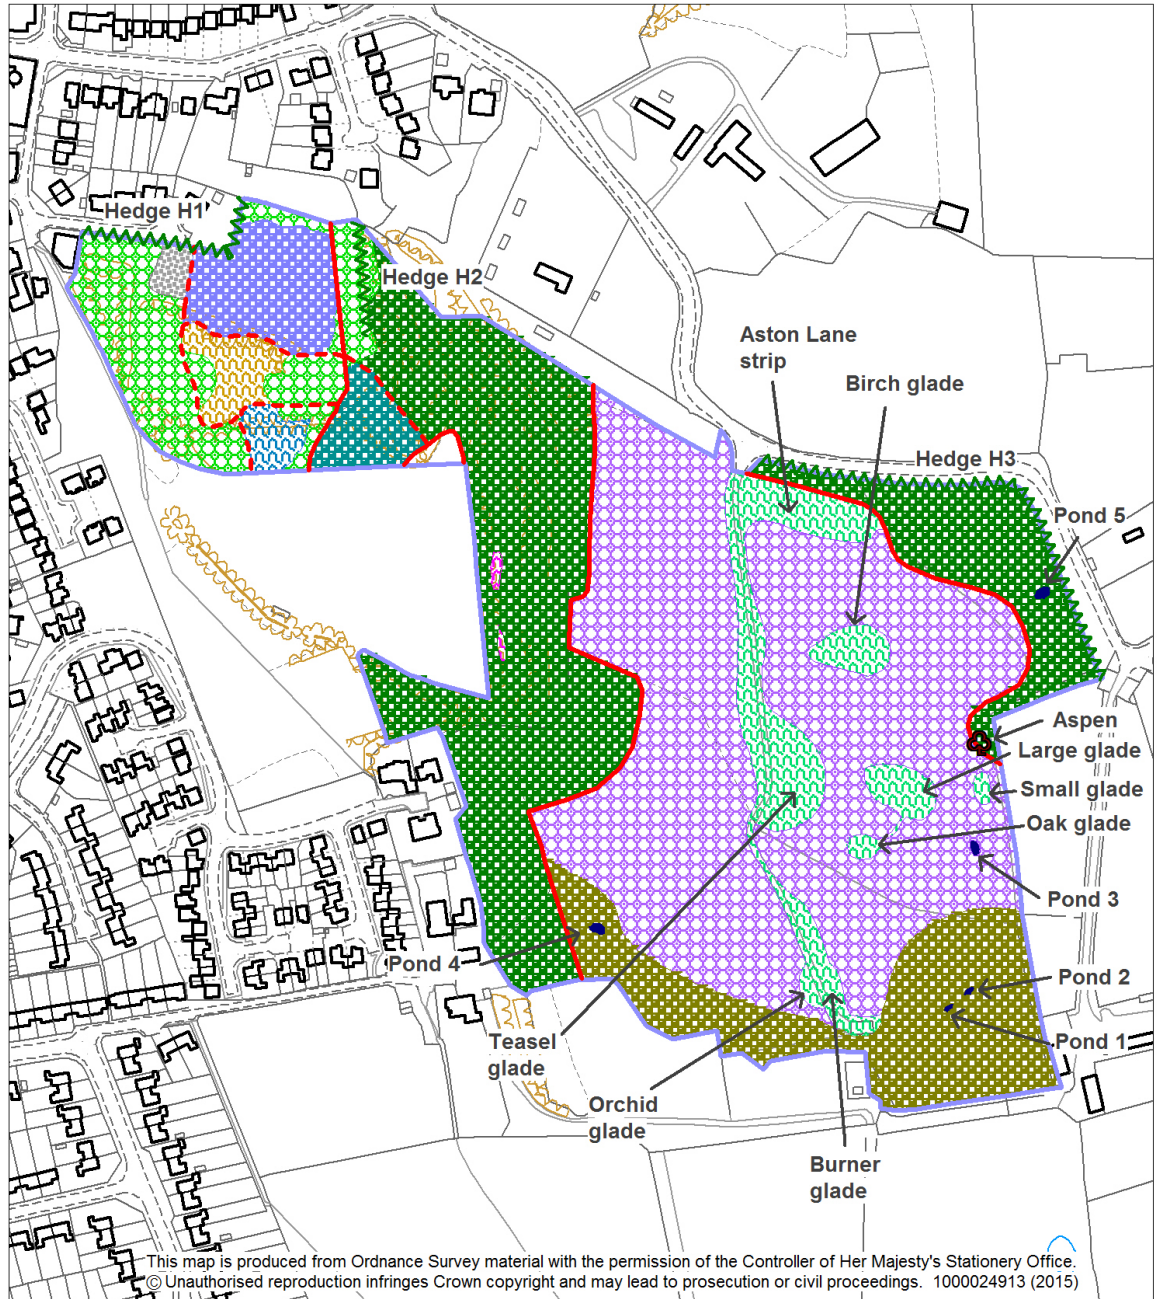 Hedge H1
Hedge H2
Aston Lane
strip
Birch glade
Hedge H3
Pond 5
Aspen
Large glade
Small glade
Oak glade
Pond 3
Pond 4
Pond 2
Pond 1
Teasel
glade
Orchid
glade
Burner
glade
This map is produced from Ordnance Survey material with the permission of the Controller of Her Majesty's Stationery Office.
© Unauthorised reproduction infringes Crown copyright and may lead to prosecution or civil proceedings. 1000024913 (2015)